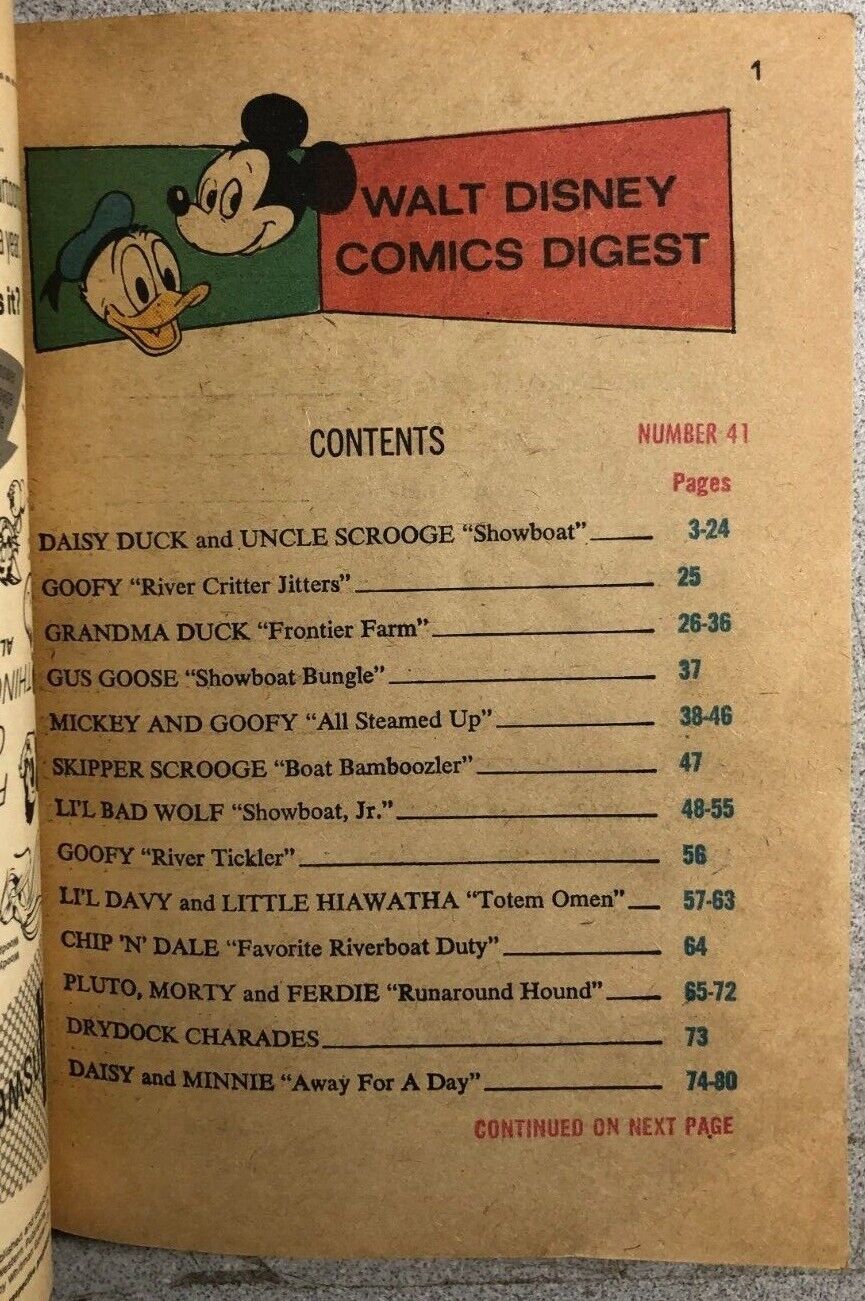 1
WALT DISNEY
COMICS DIGEST
CONTENTS
NUMBER 41
Pages
DAISY DUCK and UNCLE SCROOGE “Showboat” 3-24
GOOFY “River Critter Jitters” 25
GRANDMA DUCK “Frontier Farm” 26-36
GUS GOOSE “Showboat Bungle” 37
MICKEY AND GOOFY “All Steamed Up” 38-46
SKIPPER SCROOGE “Boat Bamboozler” 47
LI'L BAD WOLF “Showboat, Jr.” 48-55
GOOFY “River Tickler” 56
LI'L DAVY and LITTLE HIAWATHA “Totem Omen” 57-63
CHIP 'N' DALE “Favorite Riverboat Duty” 64
PLUTO, MORTY and FERDIE “Runaround Hound” 65-72
DRYDOCK CHARADES 73
DAISY and MINNIE “Away For A Day” 74-80
CONTINUED ON NEXT PAGE